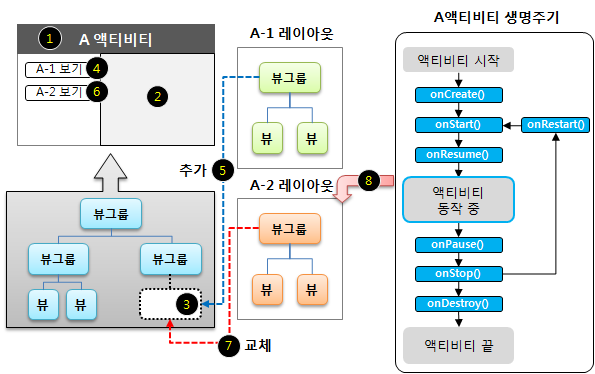 1 A 액티비티
A-1 보기 4
A-2 보기 6
2
뷰그룹
뷰그룹
뷰그룹
뷰
뷰
3
추가 5
7 교체
A-1 레이아웃
뷰그룹
뷰
뷰
A-2 레이아웃
뷰그룹
뷰
뷰
8
A액티비티 생명주기
액티비티 시작
onCreate()
onStart()
onRestart()
onResume()
액티비티
동작 중
onPause()
onStop()
onDestroy()
액티비티 끝